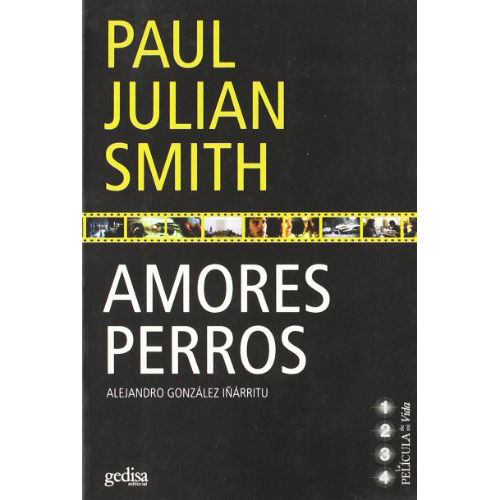 PAUL
JULIAN
SMITH
AMORES
PERROS
ALEJANDRO GONZÁLEZ IÑÁRRITU
1
2
3
4
La
PELÍCULA de mi Vida
gedisa
editorial